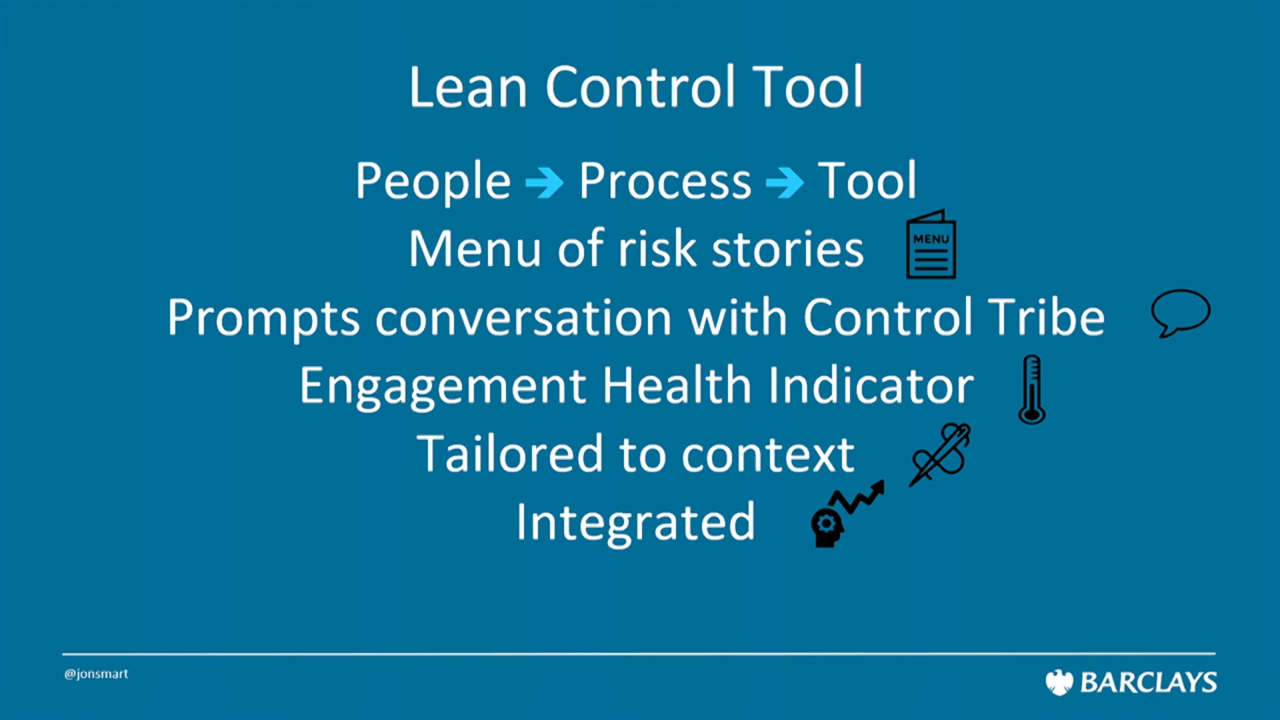 Lean Control Tool
People ➔ Process ➔ Tool
Menu of risk stories
MENU
Prompts conversation with Control Tribe
Engagement Health Indicator
Tailored to context
Integrated
@jonsmart
BARCLAYS